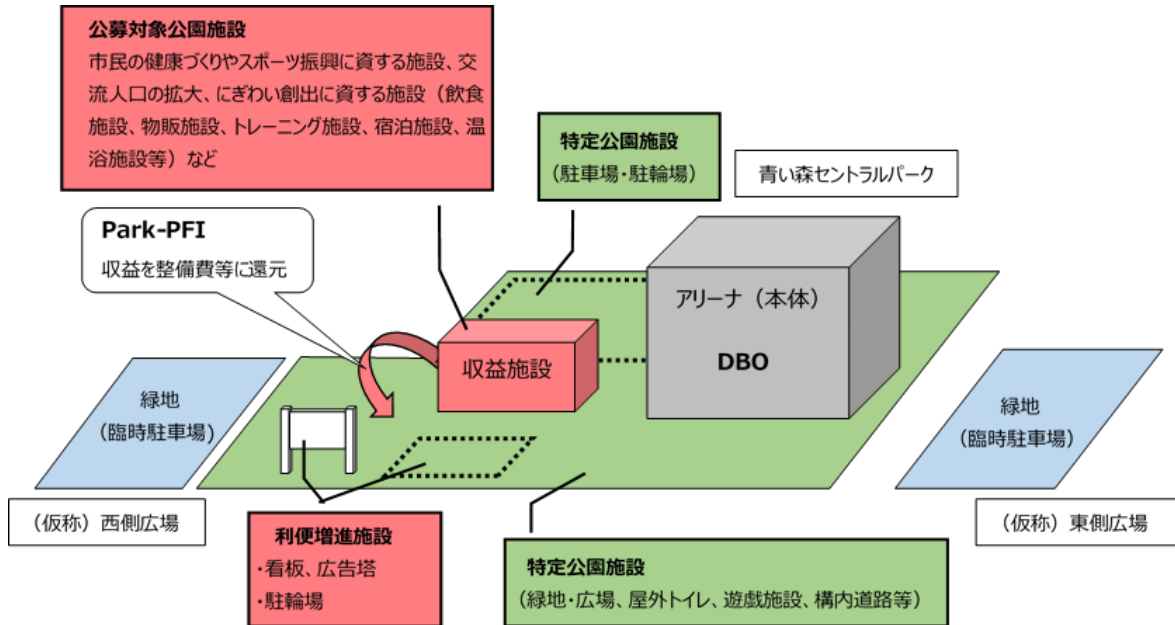 公募対象公園施設
市民の健康づくりやスポーツ振興に資する施設、交
流人口の拡大、にぎわい創出に資する施設（飲食
施設、物販施設、トレーニング施設、宿泊施設、温
浴施設等）など
特定公園施設
（駐車場・駐輪場）
青い森セントラルパーク
Park-PFI
収益を整備費等に還元
アリーナ（本体）
DBO
収益施設
緑地
（臨時駐車場）
緑地
（臨時駐車場）
（仮称）西側広場
（仮称）東側広場
利便増進施設
・看板、広告塔
・駐輪場
特定公園施設
（緑地・広場、屋外トイレ、遊戯施設、構内道路等）